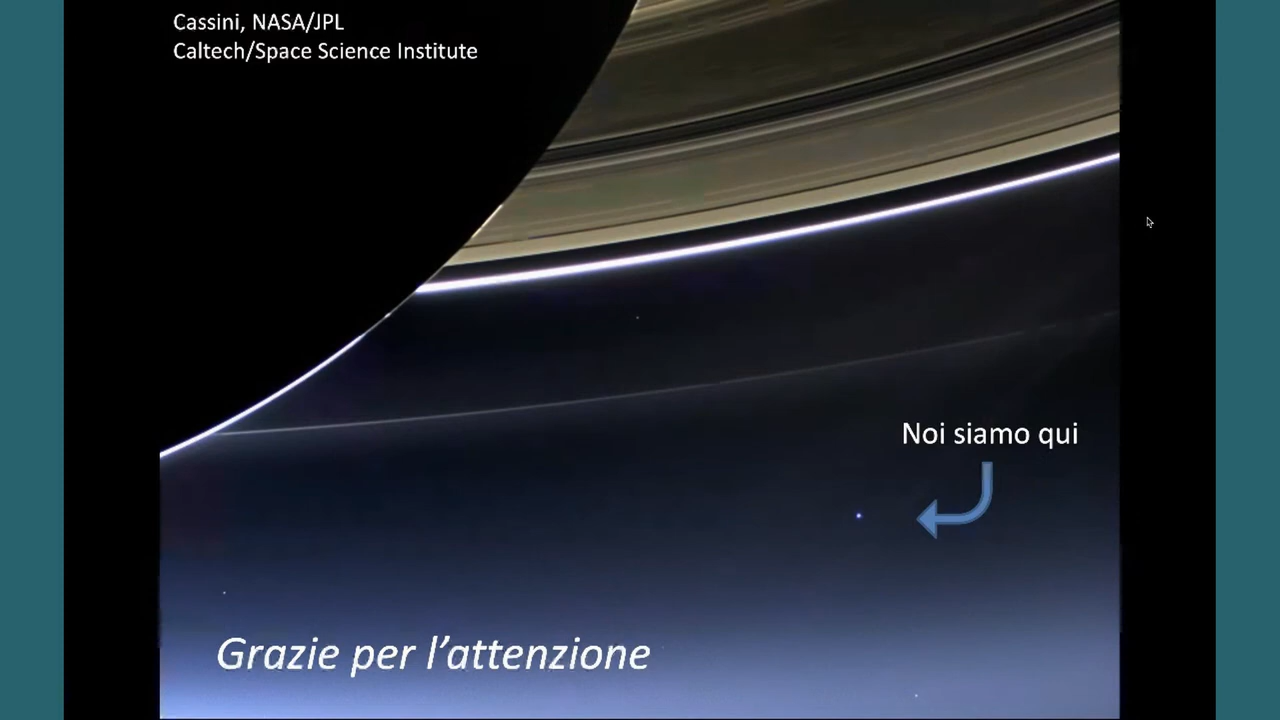 Cassini, NASA/JPL
Caltech/Space Science Institute
Noi siamo qui
Grazie per l’attenzione